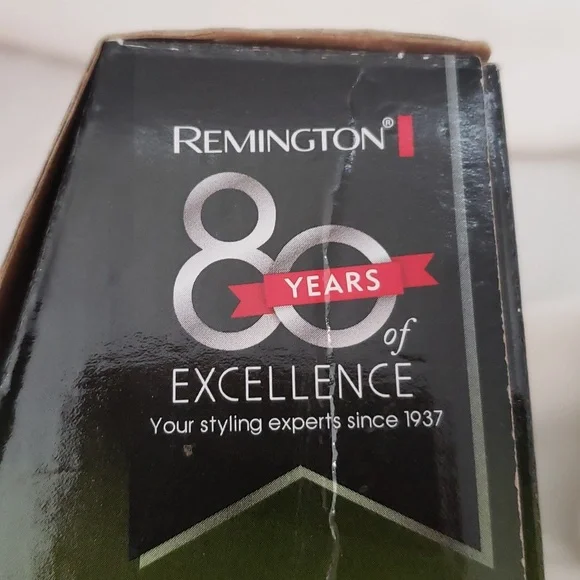 REMINGTON®
80
YEARS
of
EXCELLENCE
Your styling experts since 1937